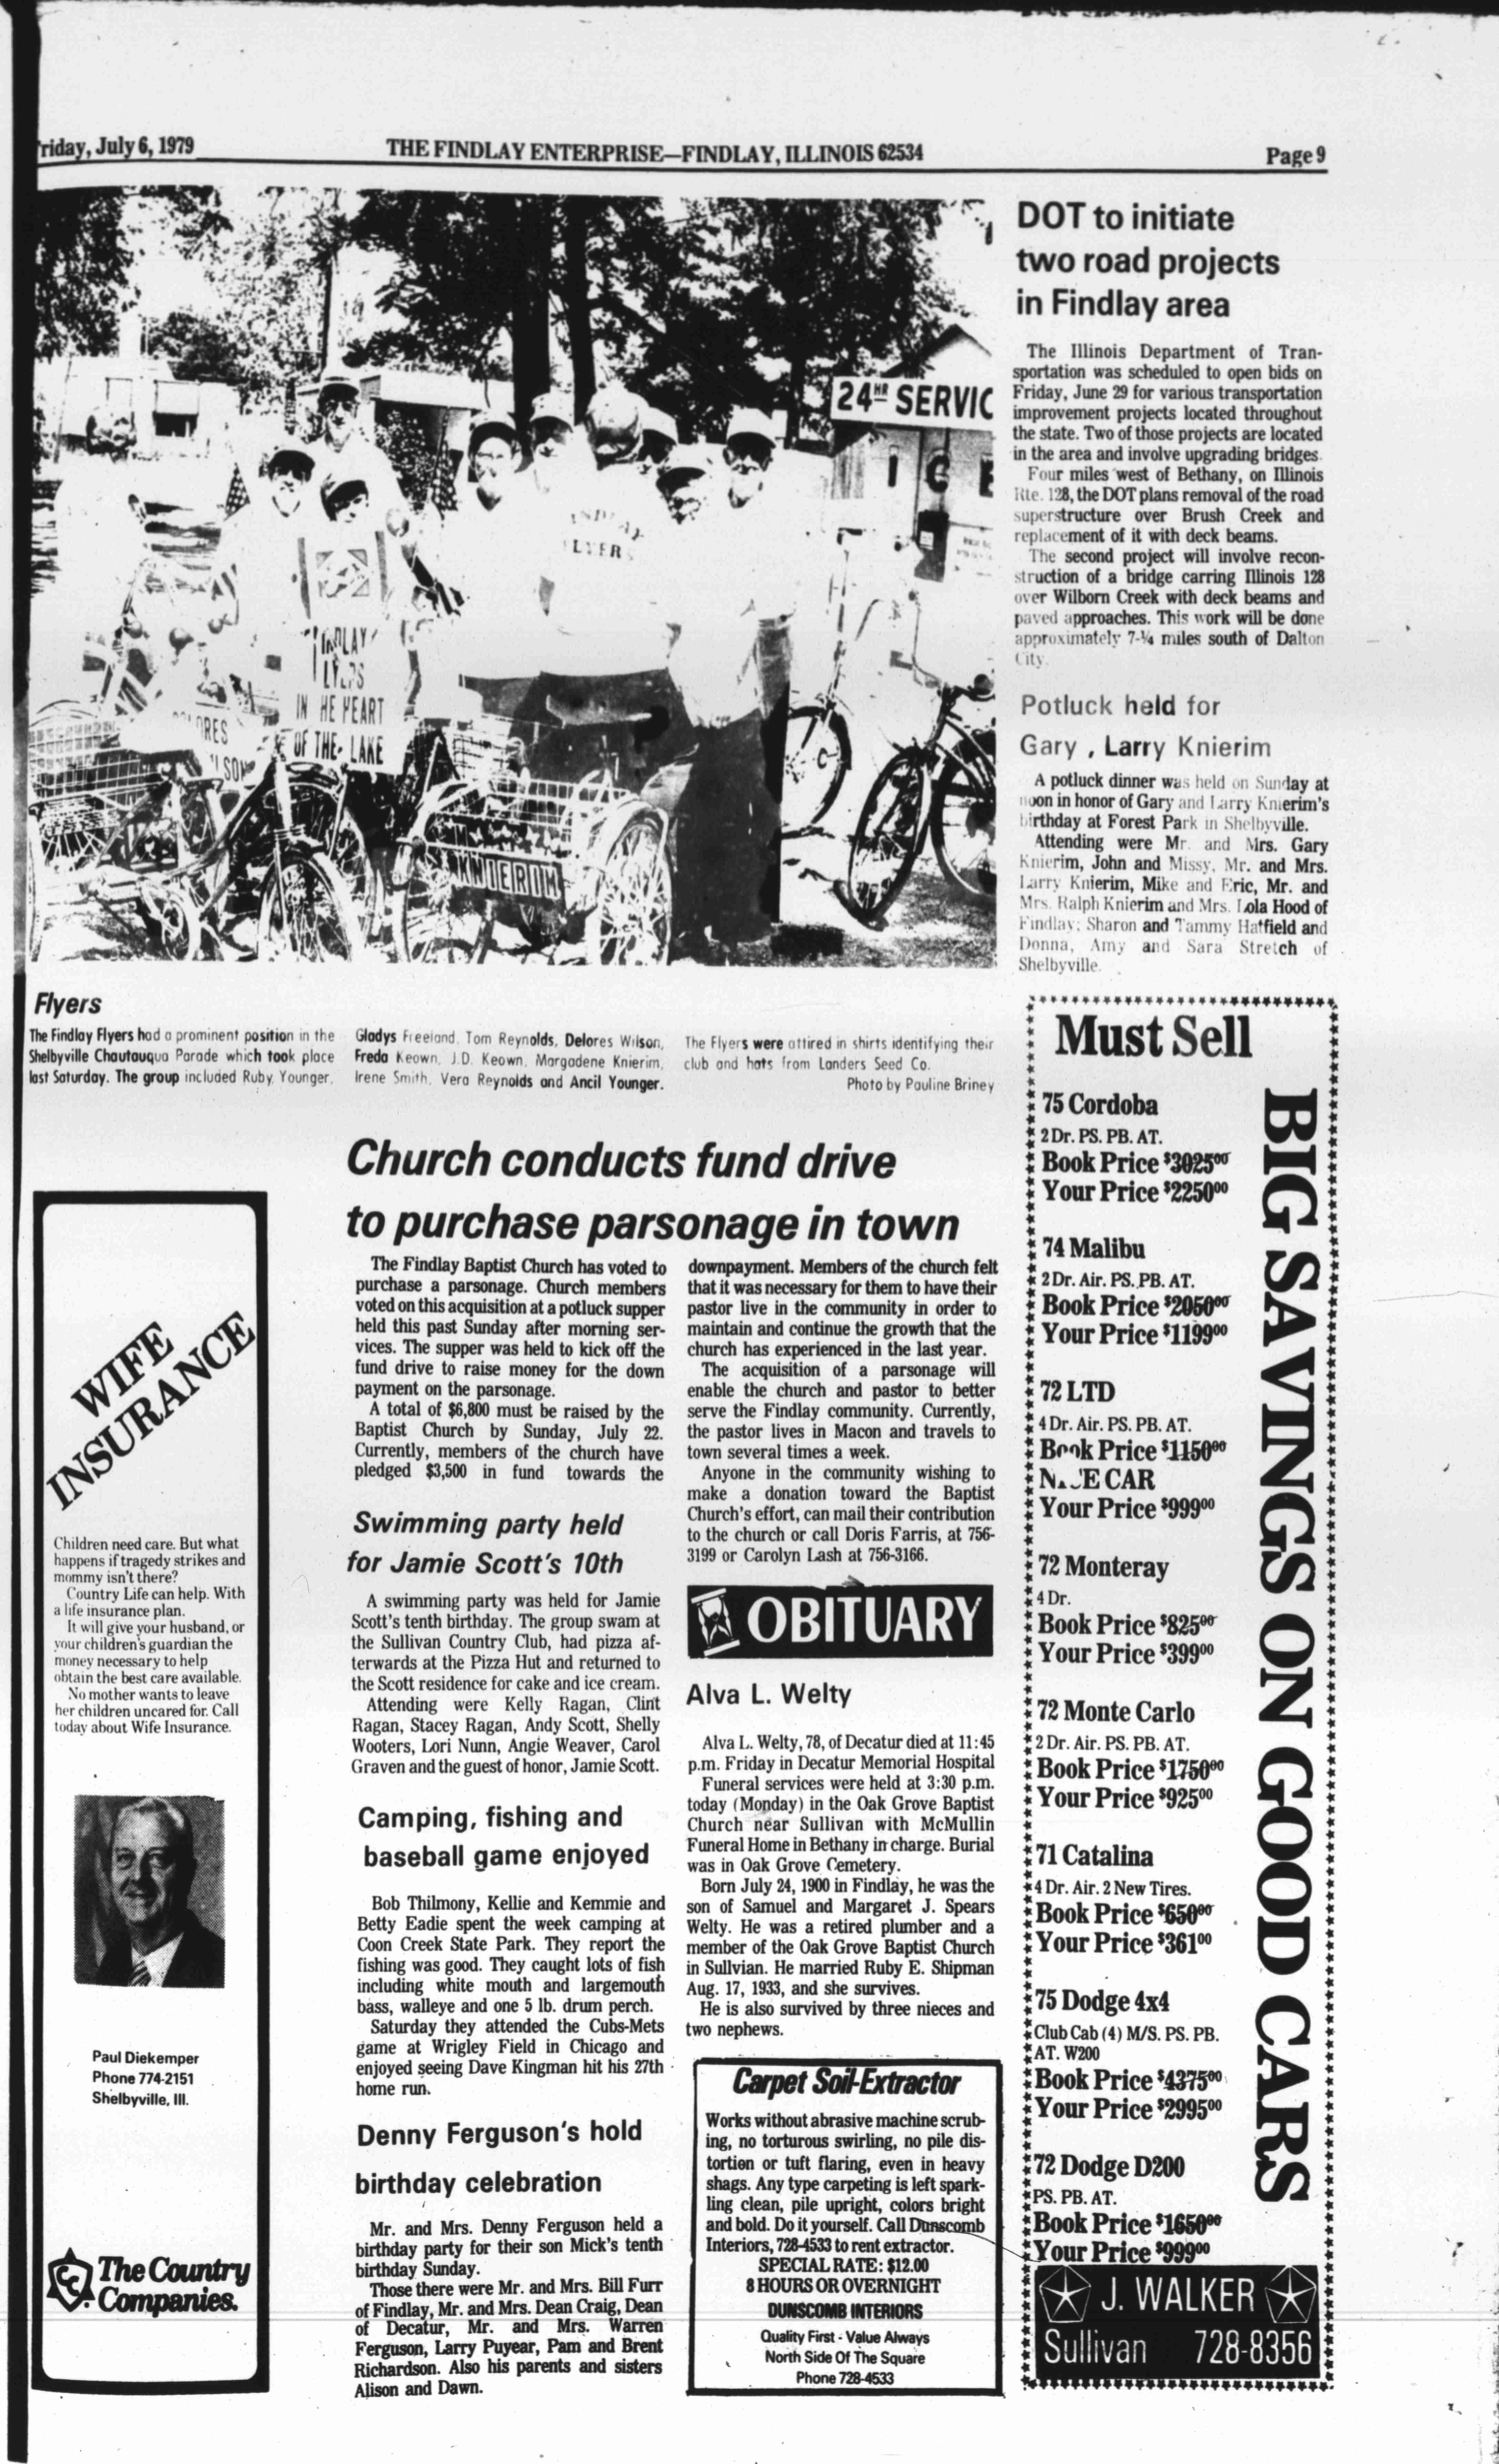 Friday, July 6, 1979
THE FINDLAY ENTERPRISE—FINDLAY, ILLINOIS 62534
Page 9
24 HR SERVIC
I C E
FLYERS
IN HE HEART
OF THE LAKE
KNIERIM
Flyers
The Findlay Flyers had a prominent position in the
Shelbyville Chautauqua Parade which took place
last Saturday. The group included Ruby Younger,
Gladys Freeland, Tom Reynolds, Delores Wilson,
Freda Keown, J.D. Keown, Margadene Knierim,
Irene Smith, Vera Reynolds and Ancil Younger.
The Flyers were attired in shirts identifying their
club and hats from Landers Seed Co.
Photo by Pauline Briney
DOT to initiate
two road projects
in Findlay area
The Illinois Department of Tran-
sportation was scheduled to open bids on
Friday, June 29 for various transportation
improvement projects located throughout
the state. Two of those projects are located
in the area and involve upgrading bridges.
Four miles west of Bethany, on Illinois
Rte. 128, the DOT plans removal of the road
superstructure over Brush Creek and
replacement of it with deck beams.
The second project will involve recon-
struction of a bridge carring Illinois 128
over Wilborn Creek with deck beams and
paved approaches. This work will be done
approximately 7-¼ miles south of Dalton
City.
Potluck held for
Gary , Larry Knierim
A potluck dinner was held on Sunday at
noon in honor of Gary and Larry Knierim's
birthday at Forest Park in Shelbyville.
Attending were Mr. and Mrs. Gary
Knierim, John and Missy, Mr. and Mrs.
Larry Knierim, Mike and Eric, Mr. and
Mrs. Ralph Knierim and Mrs. Lola Hood of
Findlay; Sharon and Tammy Hatfield and
Donna, Amy and Sara Stretch of
Shelbyville.
WIFE
INSURANCE
Children need care. But what
happens if tragedy strikes and
mommy isn't there?
Country Life can help. With
a life insurance plan.
It will give your husband, or
your children's guardian the
money necessary to help
obtain the best care available.
No mother wants to leave
her children uncared for. Call
today about Wife Insurance.
Paul Diekemper
Phone 774-2151
Shelbyville, Ill.
The Country
Companies.
Church conducts fund drive
to purchase parsonage in town
The Findlay Baptist Church has voted to
purchase a parsonage. Church members
voted on this acquisition at a potluck supper
held this past Sunday after morning ser-
vices. The supper was held to kick off the
fund drive to raise money for the down
payment on the parsonage.
A total of $6,800 must be raised by the
Baptist Church by Sunday, July 22.
Currently, members of the church have
pledged $3,500 in fund towards the
downpayment. Members of the church felt
that it was necessary for them to have their
pastor live in the community in order to
maintain and continue the growth that the
church has experienced in the last year.
The acquisition of a parsonage will
enable the church and pastor to better
serve the Findlay community. Currently,
the pastor lives in Macon and travels to
town several times a week.
Anyone in the community wishing to
make a donation toward the Baptist
Church's effort, can mail their contribution
to the church or call Doris Farris, at 756-
3199 or Carolyn Lash at 756-3166.
Swimming party held
for Jamie Scott's 10th
A swimming party was held for Jamie
Scott's tenth birthday. The group swam at
the Sullivan Country Club, had pizza af-
terwards at the Pizza Hut and returned to
the Scott residence for cake and ice cream.
Attending were Kelly Ragan, Clint
Ragan, Stacey Ragan, Andy Scott, Shelly
Wooters, Lori Nunn, Angie Weaver, Carol
Graven and the guest of honor, Jamie Scott.
Camping, fishing and
baseball game enjoyed
Bob Thilmony, Kellie and Kemmie and
Betty Eadie spent the week camping at
Coon Creek State Park. They report the
fishing was good. They caught lots of fish
including white mouth and largemouth
bass, walleye and one 5 lb. drum perch.
Saturday they attended the Cubs-Mets
game at Wrigley Field in Chicago and
enjoyed seeing Dave Kingman hit his 27th
home run.
Denny Ferguson's hold
birthday celebration
Mr. and Mrs. Denny Ferguson held a
birthday party for their son Mick's tenth
birthday Sunday.
Those there were Mr. and Mrs. Bill Furr
of Findlay, Mr. and Mrs. Dean Craig, Dean
of Decatur, Mr. and Mrs. Warren
Ferguson, Larry Puyear, Pam and Brent
Richardson. Also his parents and sisters
Alison and Dawn.
OBITUARY
Alva L. Welty
Alva L. Welty, 78, of Decatur died at 11:45
p.m. Friday in Decatur Memorial Hospital
Funeral services were held at 3:30 p.m.
today (Monday) in the Oak Grove Baptist
Church near Sullivan with McMullin
Funeral Home in Bethany in charge. Burial
was in Oak Grove Cemetery.
Born July 24, 1900 in Findlay, he was the
son of Samuel and Margaret J. Spears
Welty. He was a retired plumber and a
member of the Oak Grove Baptist Church
in Sullvian. He married Ruby E. Shipman
Aug. 17, 1933, and she survives.
He is also survived by three nieces and
two nephews.
Carpet Soil-Extractor
Works without abrasive machine scrub-
ing, no torturous swirling, no pile dis-
tortion or tuft flaring, even in heavy
shags. Any type carpeting is left spark-
ling clean, pile upright, colors bright
and bold. Do it yourself. Call Dunscomb
Interiors, 728-4533 to rent extractor.
SPECIAL RATE: $12.00
8 HOURS OR OVERNIGHT
DUNSCOMB INTERIORS
Quality First - Value Always
North Side Of The Square
Phone 728-4533
Must Sell
BIG SAVINGS ON GOOD CARS
75 Cordoba
2 Dr. PS. PB. AT.
Book Price $302500
Your Price $225000
74 Malibu
2 Dr. Air. PS. PB. AT.
Book Price $205000
Your Price $119900
72 LTD
4 Dr. Air. PS. PB. AT.
Book Price $115000
CAR
Your Price $99900
72 Monteray
4 Dr.
Book Price $82500
Your Price $39900
72 Monte Carlo
2 Dr. Air. PS. PB. AT.
Book Price $175000
Your Price $92500
71 Catalina
4 Dr. Air. 2 New Tires.
Book Price $65000
Your Price $36100
75 Dodge 4x4
Club Cab (4) M/S. PS. PB.
AT. W200
Book Price $437500
Your Price $299500
72 Dodge D200
PS. PB. AT.
Book Price $165000
Your Price $99900
J. WALKER
Sullivan 728-8356